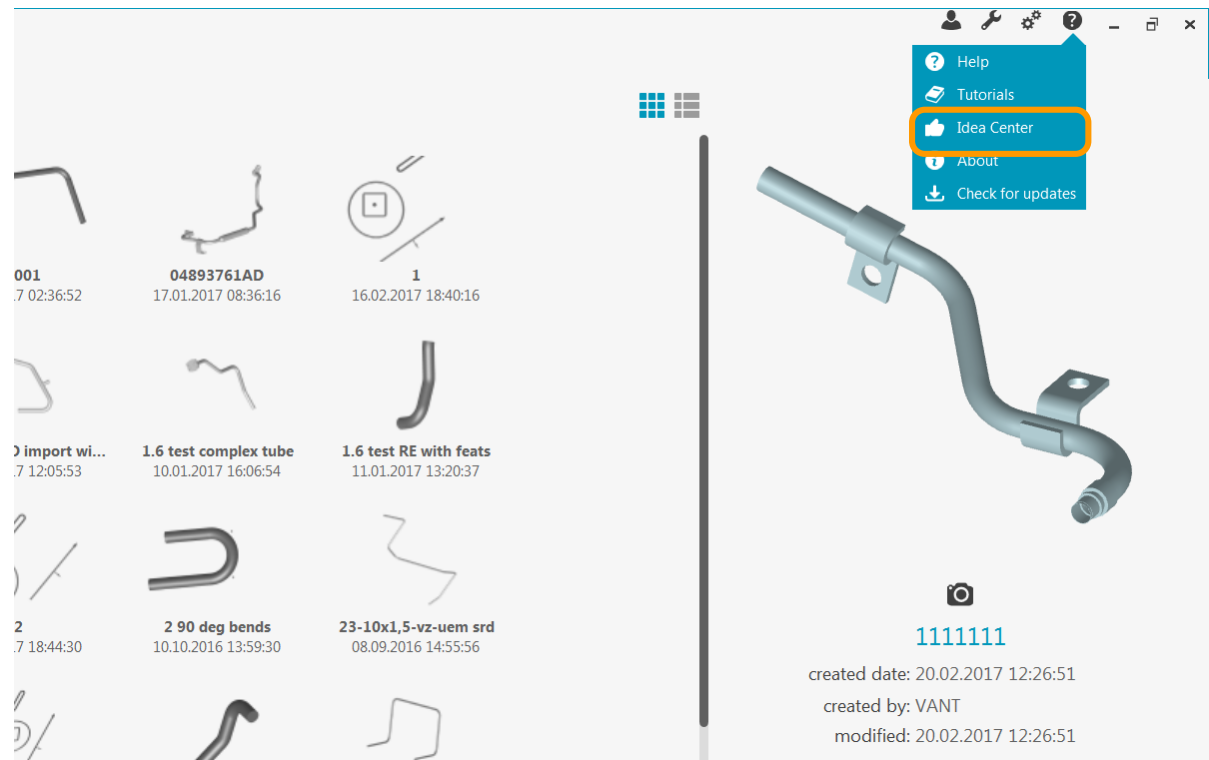 Help
Tutorials
Idea Center
About
Check for updates
001
04893761AD
1
7 02:36:52
17.01.2017 08:36:16
16.02.2017 18:40:16
O import wi...
1.6 test complex tube
1.6 test RE with feats
7 12:05:53
10.01.2017 16:06:54
11.01.2017 13:20:37
2
2 90 deg bends
23-10x1,5-vz-uem srd
7 18:44:30
10.10.2016 13:59:30
08.09.2016 14:55:56
1111111
created date: 20.02.2017 12:26:51
created by: VANT
modified: 20.02.2017 12:26:51